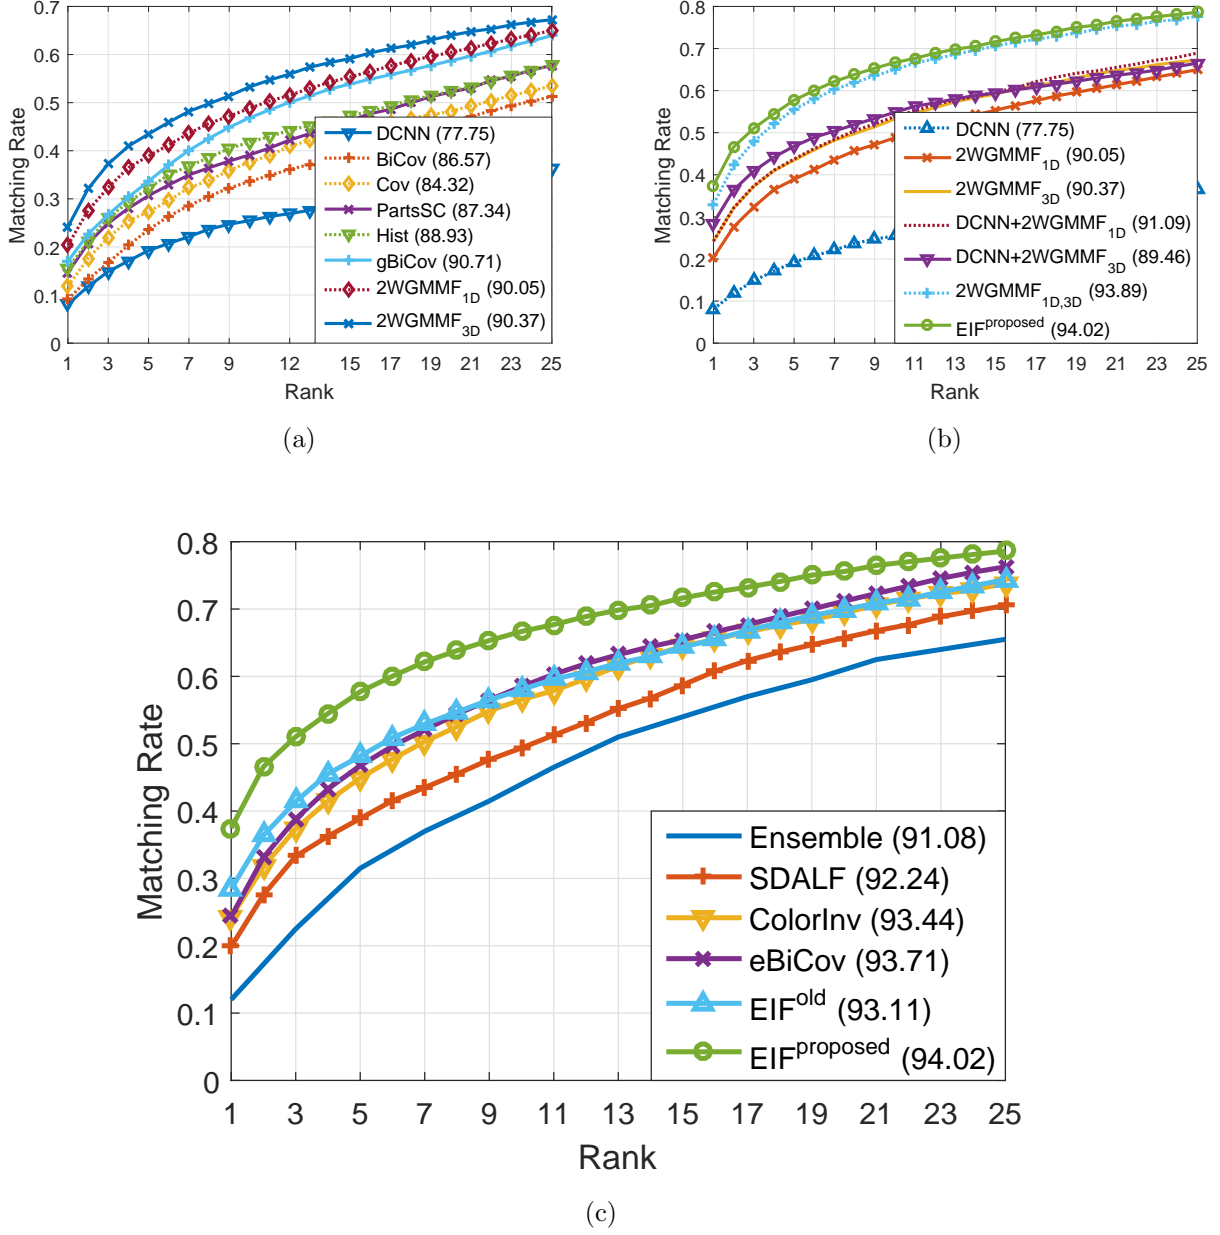 0.7
0.6
0.5
0.4
0.3
0.2
0.1
0
Matching Rate
1 3 5 7 9 12 15 17 19 21 23 25
Rank
DCNN (77.75)
BiCov (86.57)
Cov (84.32)
PartsSC (87.34)
Hist (88.93)
gBiCov (90.71)
2WGMMF1D (90.05)
2WGMMF3D (90.37)
(a)
0.8
0.7
0.6
0.5
0.4
0.3
0.2
0.1
0
Matching Rate
1 3 5 7 9 11 13 15 17 19 21 23 25
Rank
DCNN (77.75)
2WGMMF1D (90.05)
2WGMMF3D (90.37)
DCNN+2WGMMF1D (91.09)
DCNN+2WGMMF3D (89.46)
2WGMMF1D,3D (93.89)
EIFproposed (94.02)
(b)
0.8
0.7
0.6
0.5
0.4
0.3
0.2
0.1
0
Matching Rate
1 3 5 7 9 11 13 15 17 19 21 23 25
Rank
Ensemble (91.08)
SDALF (92.24)
ColorInv (93.44)
eBiCov (93.71)
EIFold (93.11)
EIFproposed (94.02)
(c)